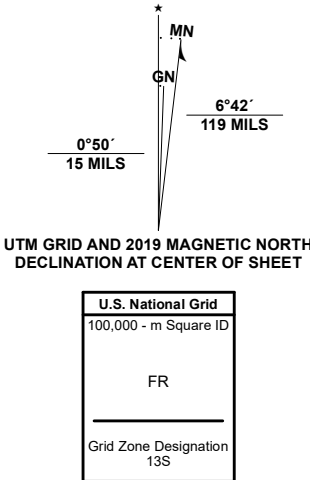 ★
MN
GN
6°42´
119 MILS
0°50´
15 MILS
UTM GRID AND 2019 MAGNETIC NORTH
DECLINATION AT CENTER OF SHEET
U.S. National Grid
100,000 - m Square ID
FR
Grid Zone Designation
13S